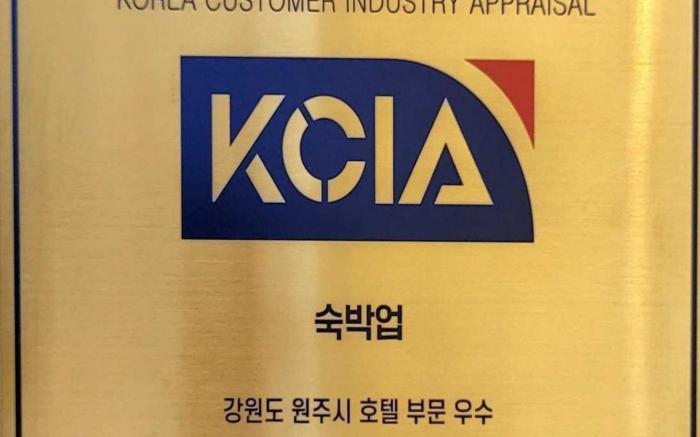 KOREA CUSTOMER INDUSTRY APPRAISAL
KCIA
숙박업
강원도 원주시 호텔 부문 우수